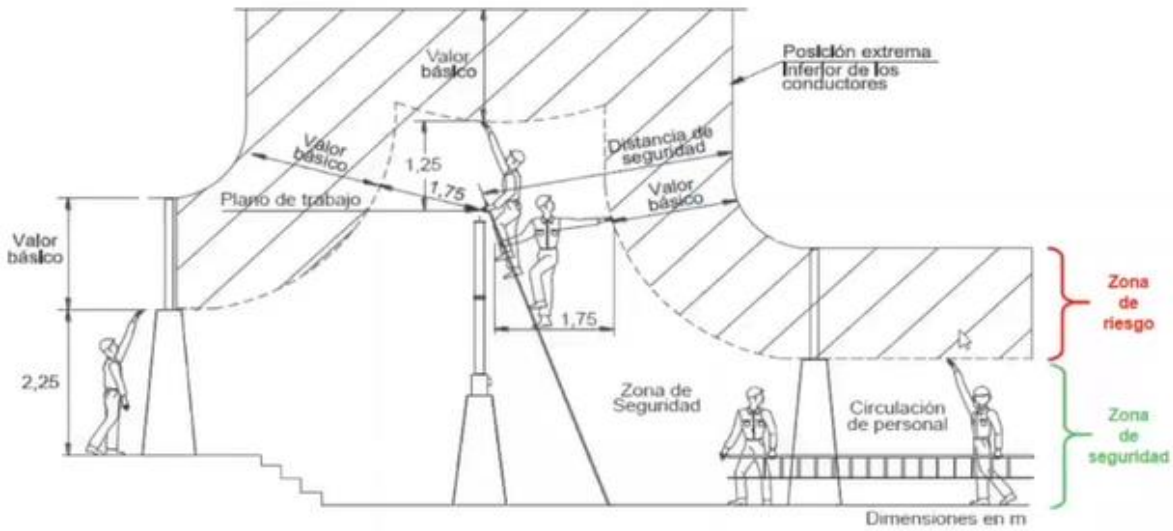 Valor
básico
Posición extrema
Inferior de los
conductores
Distancia de
seguridad
Valor
básico
1,25
1,75
Valor
básico
Plano de trabajo
Valor
básico
Zona
de
riesgo
1,75
2,25
Zona de
Seguridad
Circulación
de personal
Zona
de
seguridad
Dimensiones en m